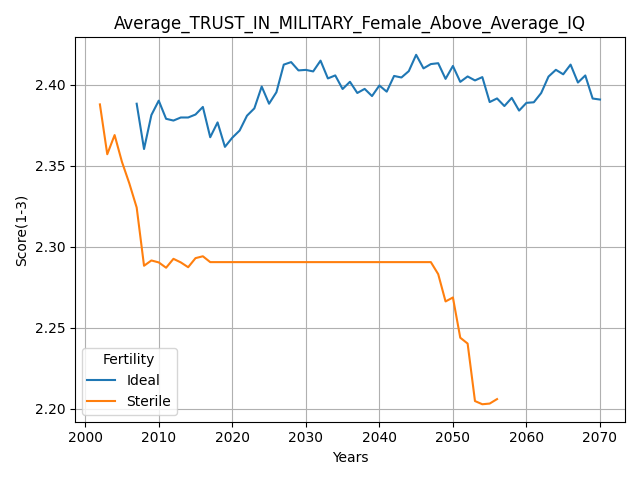 Average_TRUST_IN_MILITARY_Female_Above_Average_IQ
Score(1-3)
2.40
2.35
2.30
2.25
2.20
Fertility
Ideal
Sterile
2000 2010 2020 2030 2040 2050 2060 2070
Years